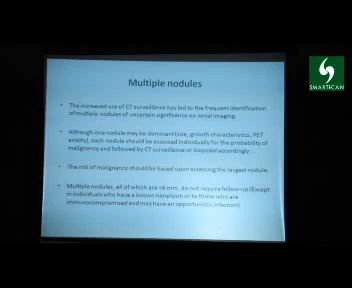 Multiple nodules
SMARTECAN
The increased use of CT surveillance has led to the frequent identification
of multiple nodules of uncertain significance on serial imaging.
Although one nodule may be dominant (size, growth characteristics, PET
avidity), each nodule should be assessed individually for the probability of
malignancy and followed by CT surveillance or biopsied accordingly . .
The risk of malignancy should be based upon assessing the largest nodule.
Multiple nodules, all of which are <6 mm, do not require follow-up (Except
in individuals who have a known neoplasm or to those who are
immunocompromised and may have an opportunistic infection)